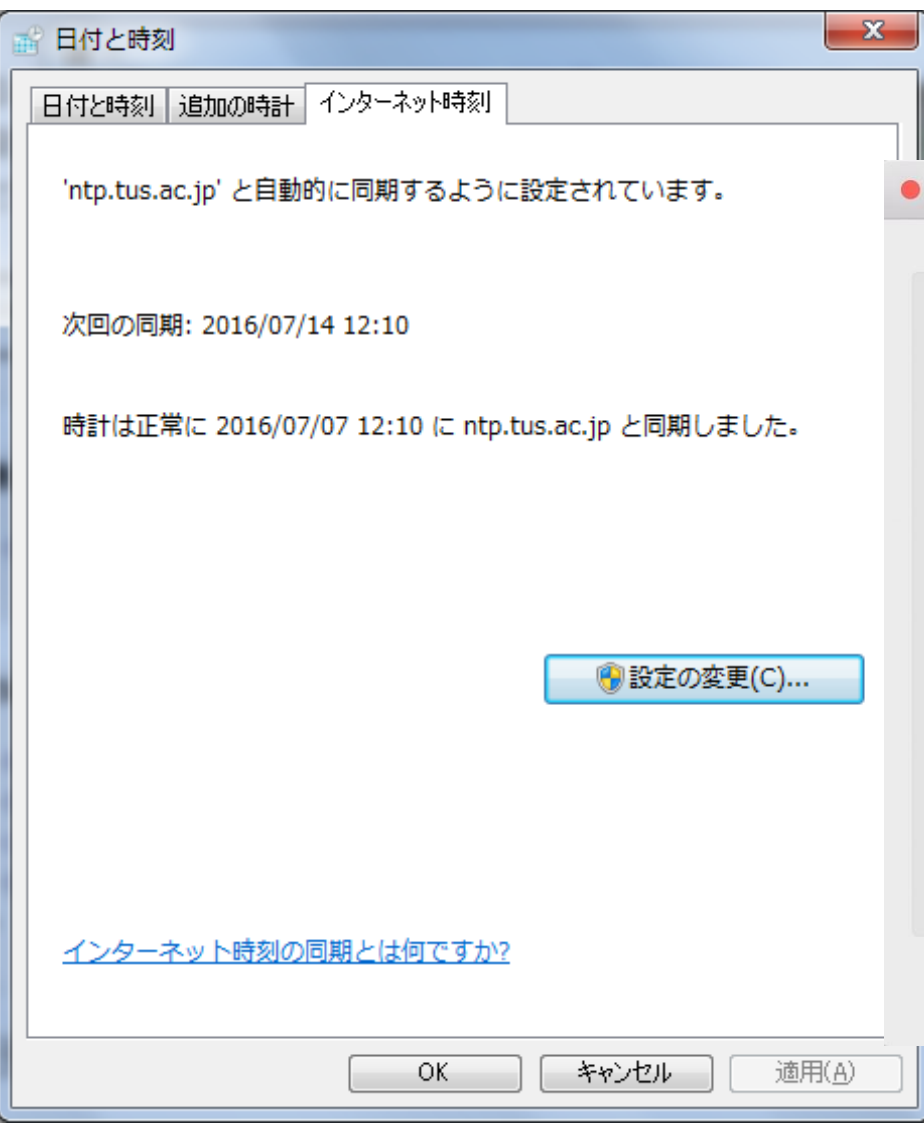 日付と時刻
日付と時刻 追加の時計 インターネット時刻
'ntp.tus.ac.jp' と自動的に同期するように設定されています。
次回の同期: 2016/07/14 12:10
時計は正常に 2016/07/07 12:10 に ntp.tus.ac.jp と同期しました。
設定の変更(C)...
インターネット時刻の同期とは何ですか?
OK キャンセル 適用(A)